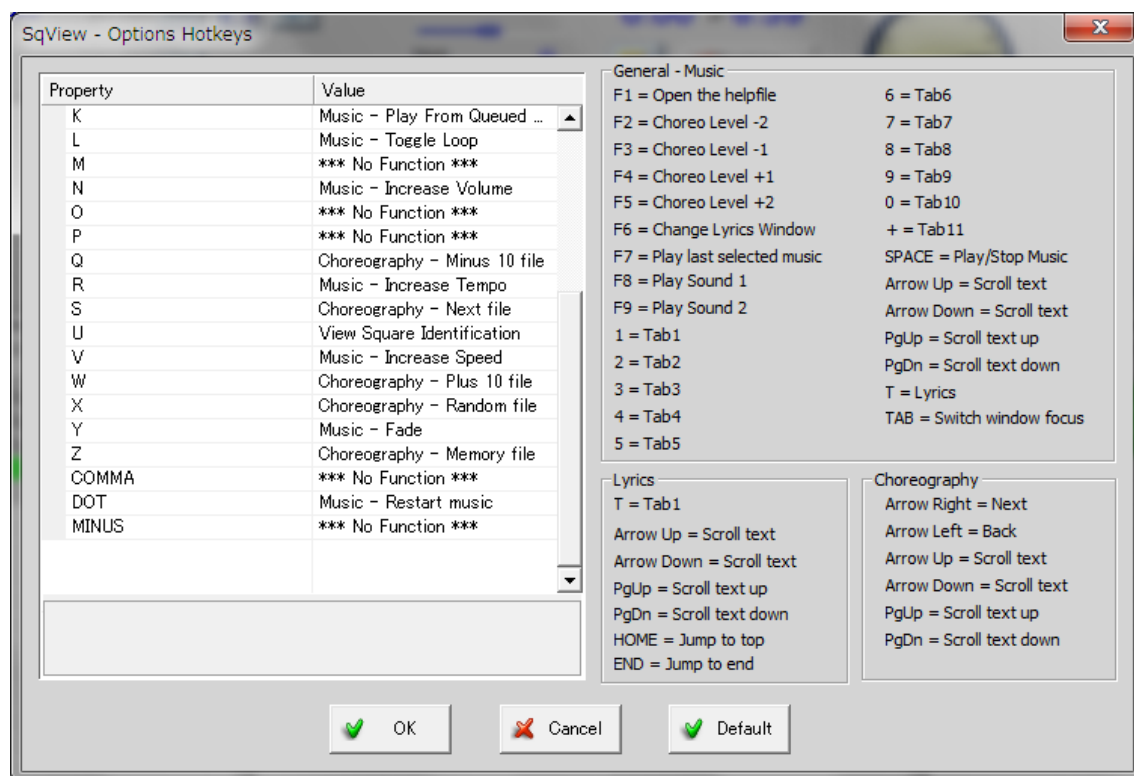 SqView - Options Hotkeys
Property Value
K Music - Play From Queued ...
L Music - Toggle Loop
M *** No Function ***
N Music - Increase Volume
O *** No Function ***
P *** No Function ***
Q Choreography - Minus 10 file
R Music - Increase Tempo
S Choreography - Next file
U View Square Identification
V Music - Increase Speed
W Choreography - Plus 10 file
X Choreography - Random file
Y Music - Fade
Z Choreography - Memory file
COMMA *** No Function ***
DOT Music - Restart music
MINUS *** No Function ***
General - Music
F1 = Open the helpfile
F2 = Choreo Level -2
F3 = Choreo Level -1
F4 = Choreo Level +1
F5 = Choreo Level +2
F6 = Change Lyrics Window
F7 = Play last selected music
F8 = Play Sound 1
F9 = Play Sound 2
1 = Tab1
2 = Tab2
3 = Tab3
4 = Tab4
5 = Tab5
6 = Tab6
7 = Tab7
8 = Tab8
9 = Tab9
0 = Tab10
+ = Tab11
SPACE = Play/Stop Music
Arrow Up = Scroll text
Arrow Down = Scroll text
PgUp = Scroll text up
PgDn = Scroll text down
T = Lyrics
TAB = Switch window focus
Lyrics
T = Tab1
Arrow Up = Scroll text
Arrow Down = Scroll text
PgUp = Scroll text up
PgDn = Scroll text down
HOME = Jump to top
END = Jump to end
Choreography
Arrow Right = Next
Arrow Left = Back
Arrow Up = Scroll text
Arrow Down = Scroll text
PgUp = Scroll text up
PgDn = Scroll text down
OK
Cancel
Default